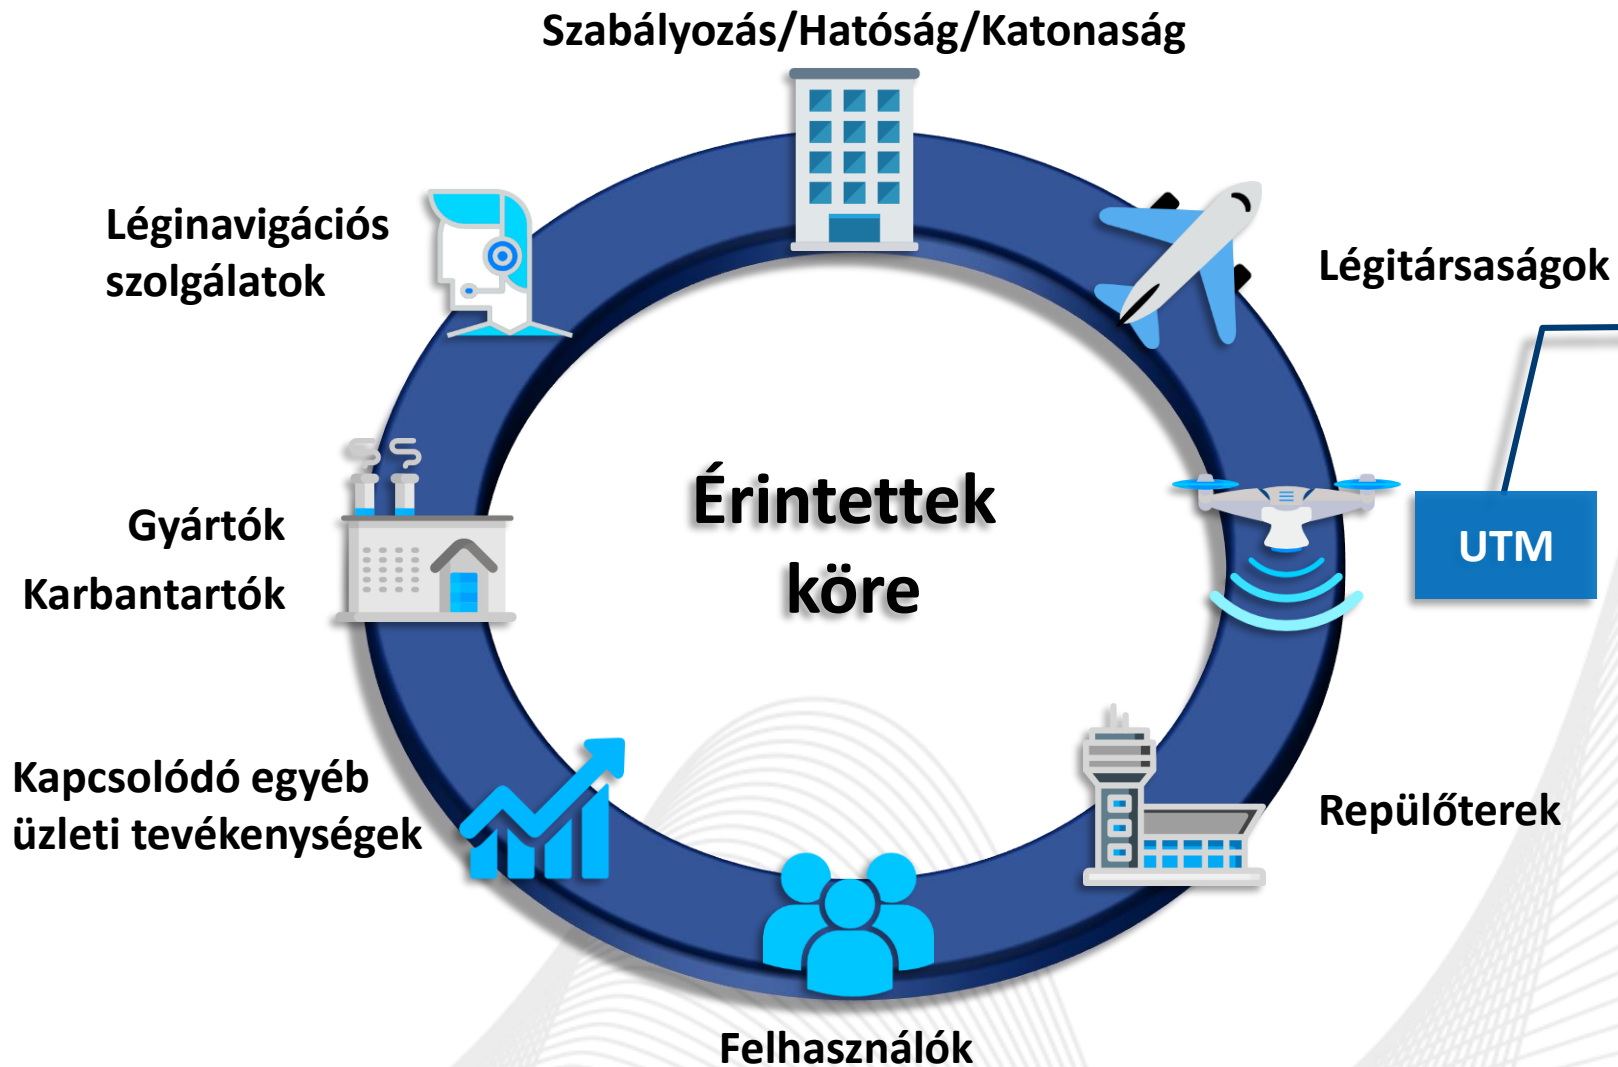 Szabályozás/Hatóság/Katonaság
Léginavigációs
szolgálatok
Légitársaságok
Érintettek
köre
Gyártók
Karbantartók
UTM
Kapcsolódó egyéb
üzleti tevékenységek
Repülőterek
Felhasználók